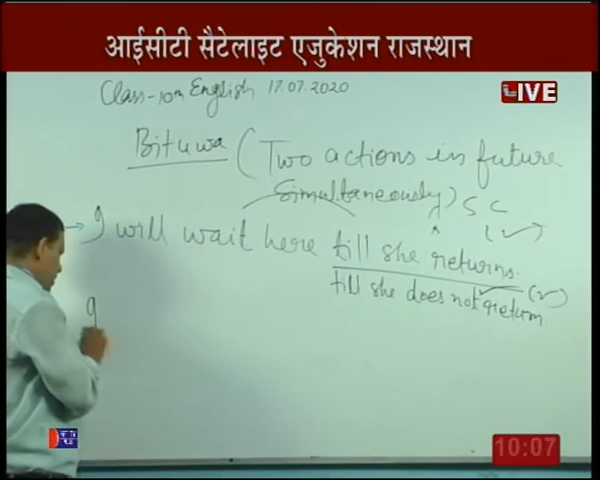 आईसीटी सैटेलाइट एजुकेशन राजस्थान
LIVE
Class-10th English 17.07.2020
Bituwa (Two actions in future
Simultaneously) SC
I will wait here till she returns.
till she does not return
10:07